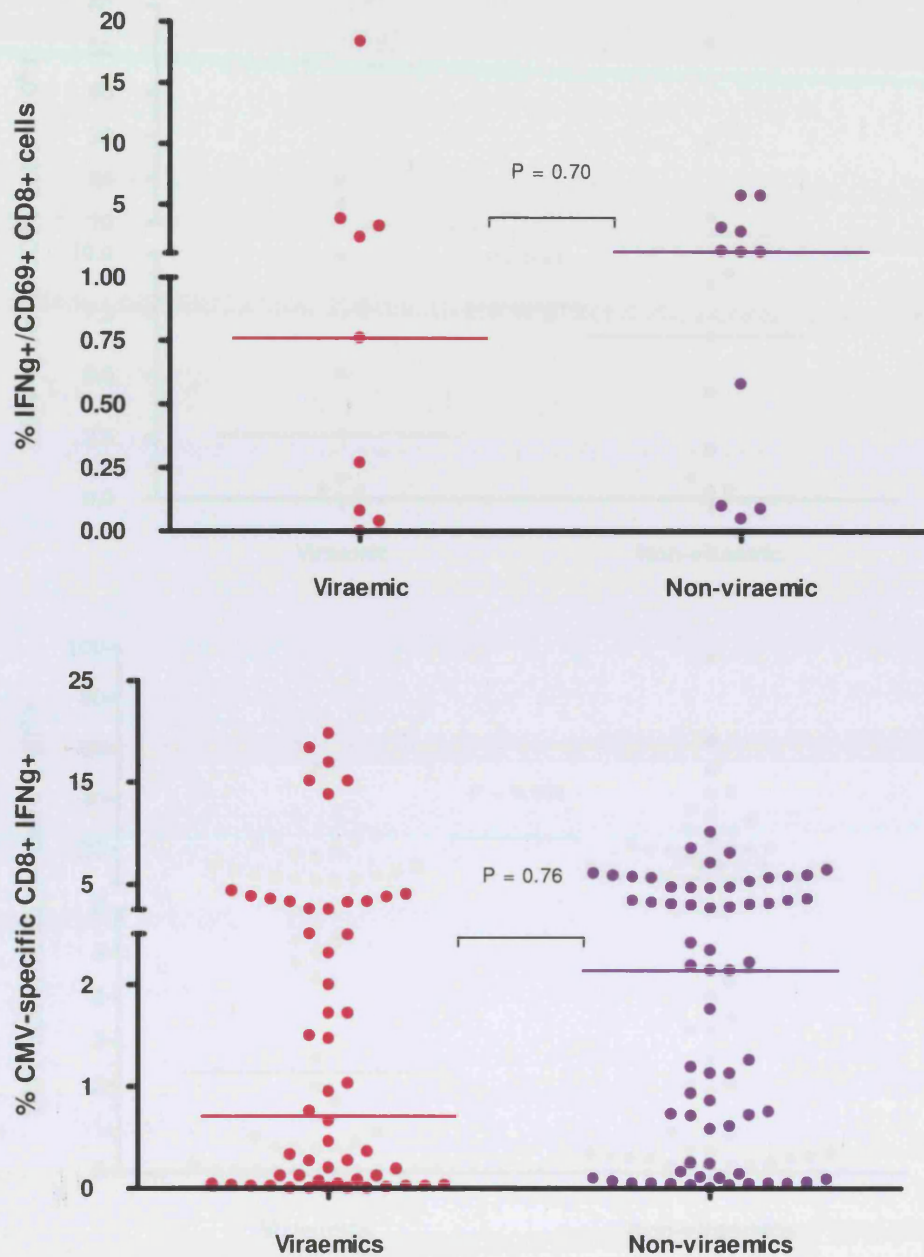 % IFNg+/CD69+ CD8+ cells
20
15
10
5
1.00
0.75
0.50
0.25
0.00
P = 0.70
Viraemic
Non-viraemic
% CMV-specific CD8+ IFNg+
25
15
5
2
1
0
P = 0.76
Viraemics
Non-viraemics